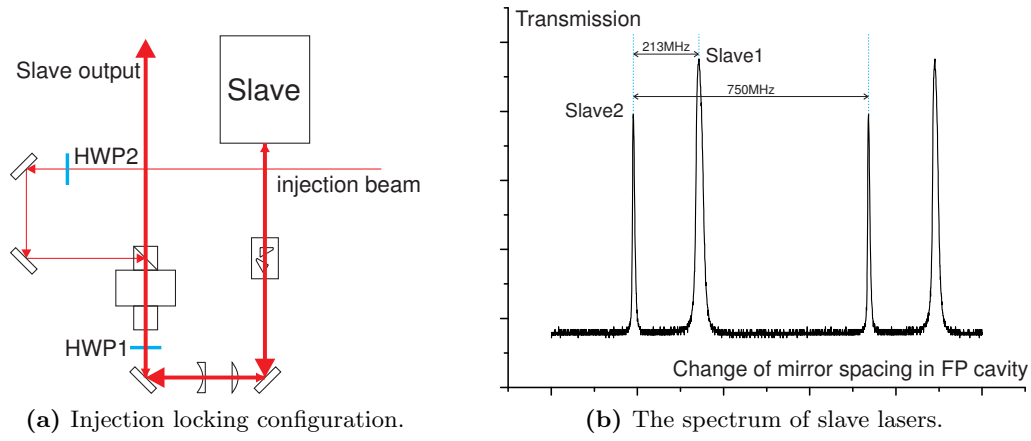 Slave output
Slave
HWP2
injection beam
HWP1
(a) Injection locking configuration.
Transmission
213MHz
Slave1
750MHz
Slave2
Change of mirror spacing in FP cavity
(b) The spectrum of slave lasers.